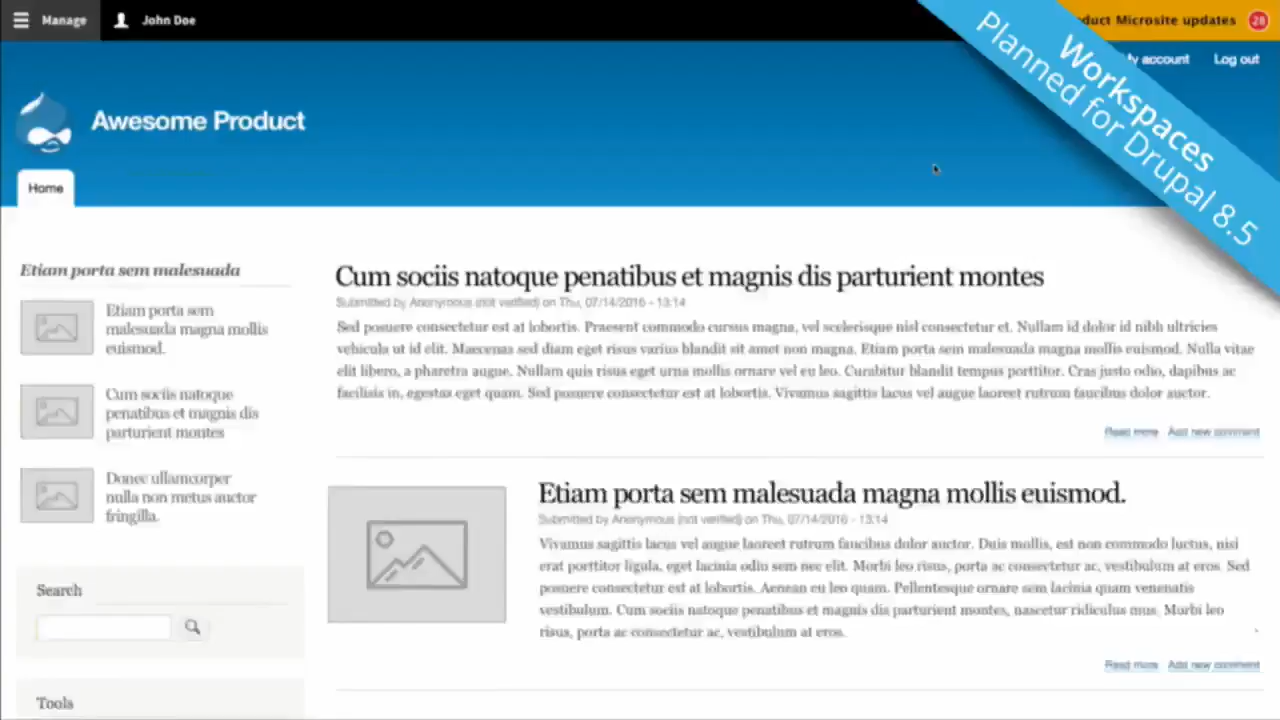 Manage
John Doe
Microsite updates
28
My account
Log out
Workspaces
Planned for Drupal 8.5
Awesome Product
Home
Etiam porta sem malesuada
Etiam porta sem
malesuada magna mollis
euismod.
Cum sociis natoque
penatibus et magnis dis
parturient montes
Donec ullamcorper
nulla non metus auctor
fringilla.
Search
Tools
Cum sociis natoque penatibus et magnis dis parturient montes
Submitted by Anonymous (not verified) on Thu, 07/14/2016 - 13:14
Sed posuere consectetur est at lobortis. Praesent commodo cursus magna, vel scelerisque nisl consectetur et. Nullam id dolor id nibh ultricies
vehicula ut id elit. Maecenas sed diam eget risus varius blandit sit amet non magna. Etiam porta sem malesuada magna mollis euismod. Nulla vitae
elit libero, a pharetra augue. Nullam quis risus eget urna mollis ornare vel eu leo. Curabitur blandit tempus porttitor. Cras justo odio, dapibus ac
facilisis in, egestas eget quam. Sed posuere consectetur est at lobortis. Vivamus sagittis lacus vel augue laoreet rutrum faucibus dolor auctor.
Read more Add new comment
Etiam porta sem malesuada magna mollis euismod.
Submitted by Anonymous (not verified) on Thu, 07/14/2016 - 13:14
Vivamus sagittis lacus vel augue laoreet rutrum faucibus dolor auctor. Duis mollis, est non commodo luctus, nisi
erat porttitor ligula, eget lacinia odio sem nec elit. Morbi leo risus, porta ac consectetur ac, vestibulum at eros. Sed
posuere consectetur est at lobortis. Aenean eu leo quam. Pellentesque ornare sem lacinia quam venenatis
vestibulum. Cum sociis natoque penatibus et magnis dis parturient montes, nascetur ridiculus mus. Morbi leo
risus, porta ac consectetur ac, vestibulum at eros.
Read more Add new comment